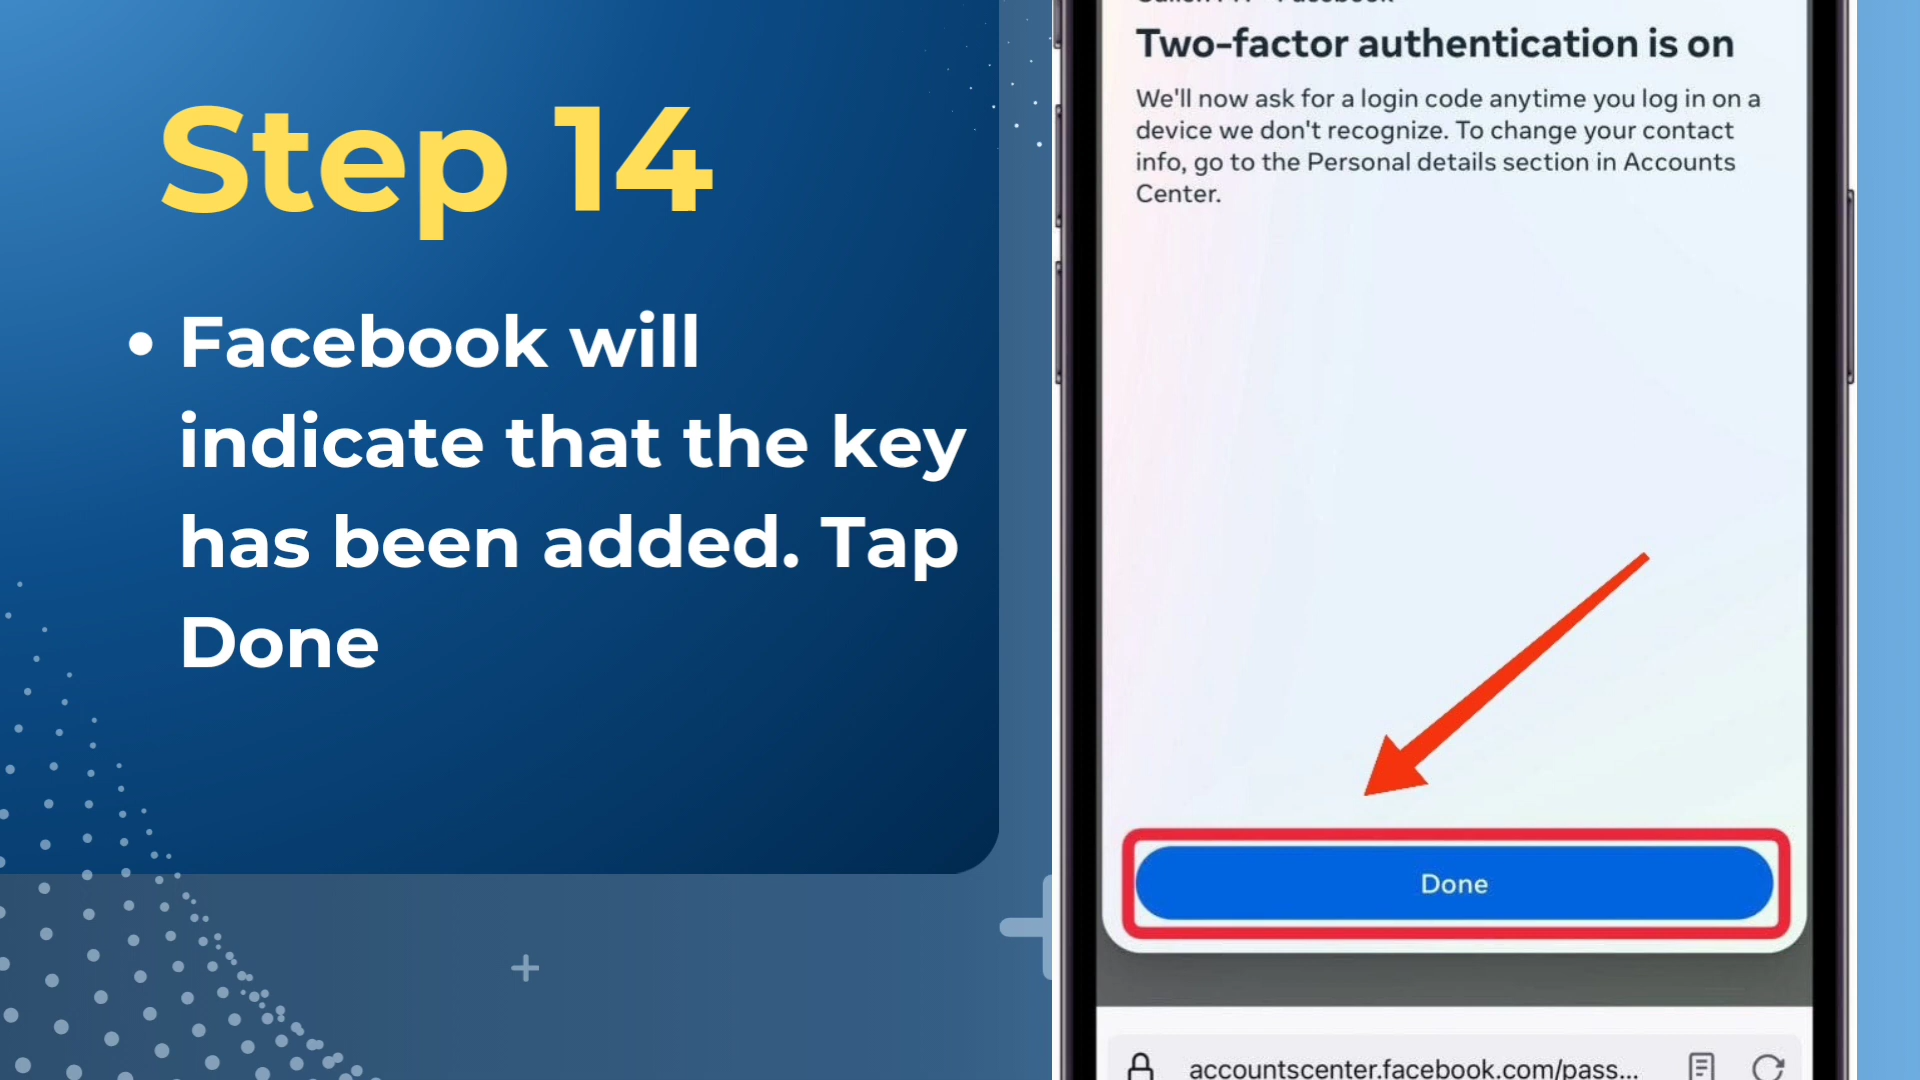 Step 14
• Facebook will
indicate that the key
has been added. Tap
Done
Two-factor authentication is on
We'll now ask for a login code anytime you log in on a
device we don't recognize. To change your contact
info, go to the Personal details section in Accounts
Center.
Done
accountscenter.facebook.com/pass...